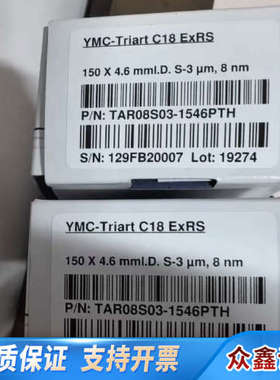 YMC-Triart C18 ExRS
150 X 4.6 mmI.D. S-3 µm, 8 nm
P/N: TAR08S03-1546PTH
S/N: 129FB20007 Lot: 19274
YMC-Triart C18 ExRS
150 X 4.6 mmI.D. S-3 µm, 8 nm
P/N: TAR08S03-1546PTH
质保证 支持开票
众鑫